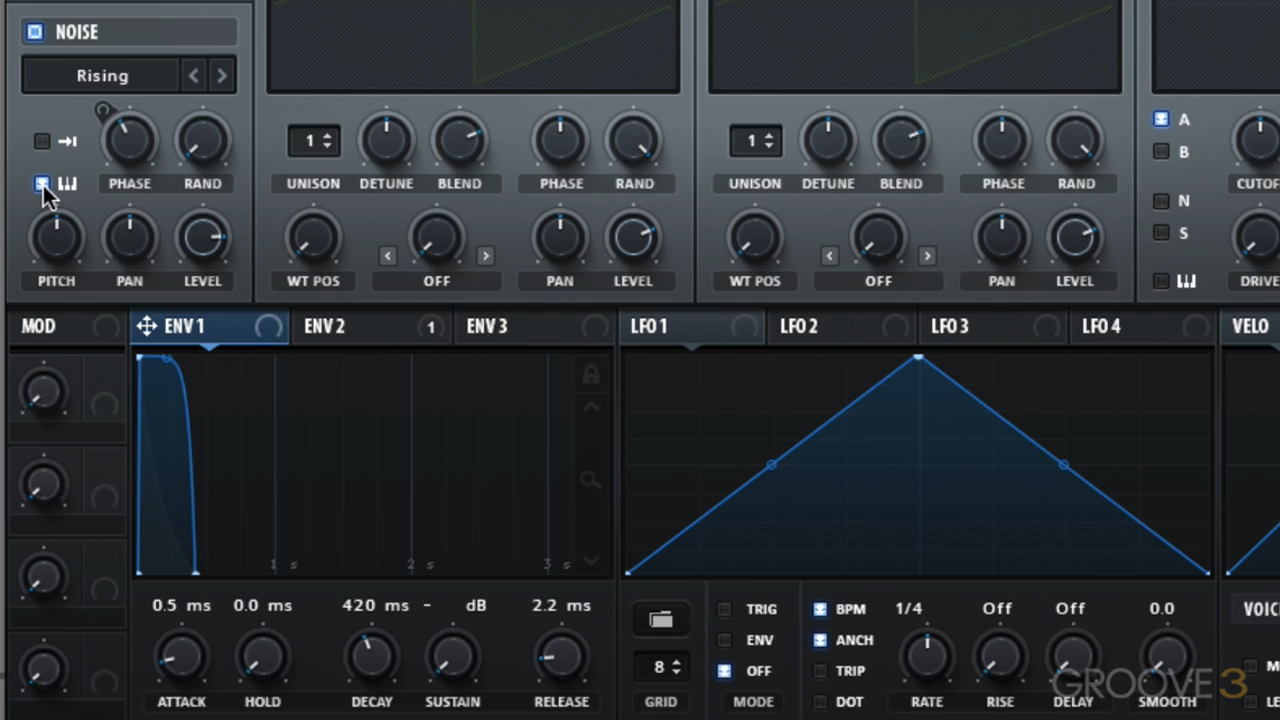 NOISE
Rising
PHASE RAND
PITCH PAN LEVEL
1
UNISON DETUNE BLEND PHASE RAND
WT POS OFF PAN LEVEL
1
UNISON DETUNE BLEND PHASE RAND
WT POS OFF PAN LEVEL
A
B
N
S
DRIVE
MOD ENV 1 ENV 2 1 ENV 3 LFO 1 LFO 2 LFO 3 LFO 4 VELO
1 s 2 s 3 s
0.5 ms 0.0 ms 420 ms - dB 2.2 ms
ATTACK HOLD DECAY SUSTAIN RELEASE
8
GRID
TRIG
ENV
OFF
MODE
BPM
ANCH
TRIP
DOT
1/4 Off Off 0.0
RATE RISE DELAY SMOOTH
GROOVE3